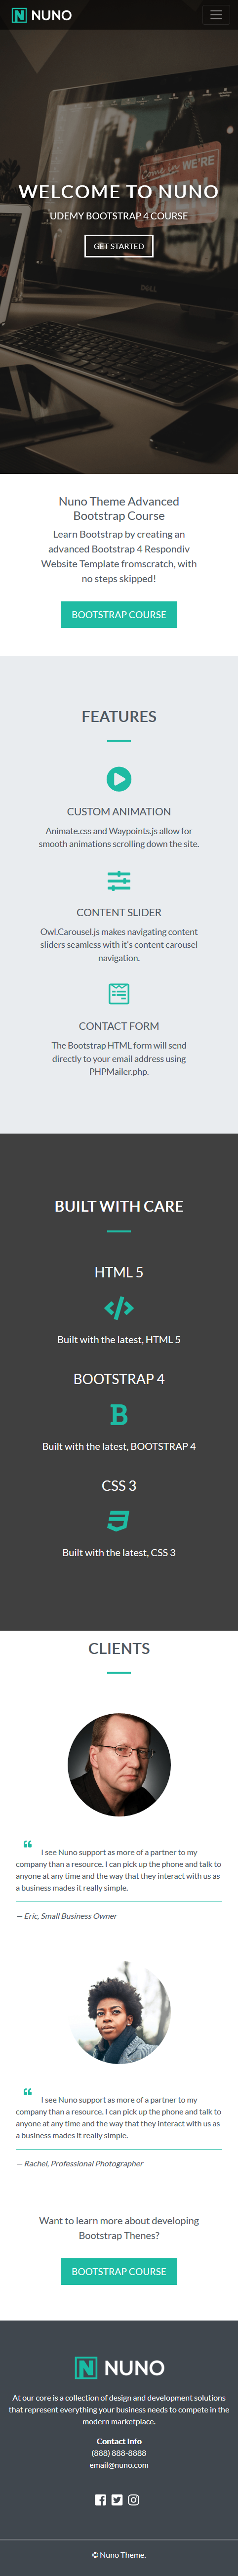 NUNO
WELCOME TO NUNO
UDEMY BOOTSTRAP 4 COURSE
GET STARTED
DELL
Nuno Theme Advanced
Bootstrap Course
Learn Bootstrap by creating an
advanced Bootstrap 4 Respondiv
Website Template fromscratch, with
no steps skipped!
BOOTSTRAP COURSE
FEATURES
CUSTOM ANIMATION
Animate.css and Waypoints.js allow for
smooth animations scrolling down the site.
CONTENT SLIDER
Owl.Carousel.js makes navigating content
sliders seamless with it's content carousel
navigation.
CONTACT FORM
The Bootstrap HTML form will send
directly to your email address using
PHPMailer.php.
BUILT WITH CARE
HTML 5
Built with the latest, HTML 5
BOOTSTRAP 4
B
Built with the latest, BOOTSTRAP 4
CSS 3
Built with the latest, CSS 3
CLIENTS
“ I see Nuno support as more of a partner to my
company than a resource. I can pick up the phone and talk to
anyone at any time and the way that they interact with us as
a business mades it really simple.
— Eric, Small Business Owner
“ I see Nuno support as more of a partner to my
company than a resource. I can pick up the phone and talk to
anyone at any time and the way that they interact with us as
a business mades it really simple.
— Rachel, Professional Photographer
Want to learn more about developing
Bootstrap Thenes?
BOOTSTRAP COURSE
NUNO
At our core is a collection of design and development solutions
that represent everything your business needs to compete in the
modern marketplace.
Contact Info
(888) 888-8888
email@nuno.com
© Nuno Theme.